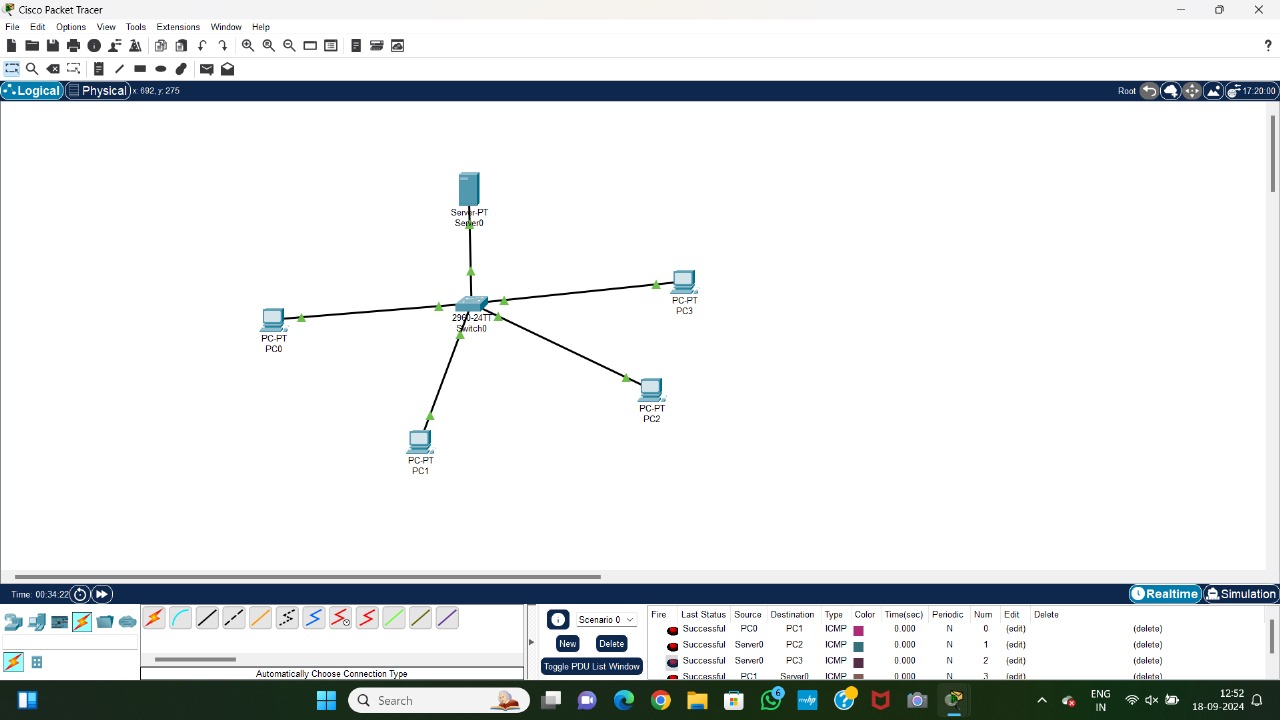 Cisco Packet Tracer
File Edit Options View Tools Extensions Window Help
?
Logical Physical x: 692, y: 275 Root 17:20:00
Server-PT
Server0
PC-PT
PC3
2960-24TT
Switch0
PC-PT
PC0
PC-PT
PC2
PC-PT
PC1
Time: 00:34:22 Realtime Simulation
Scenario 0
New Delete
Toggle PDU List Window
Automatically Choose Connection Type
Fire Last Status Source Destination Type Color Time(sec) Periodic Num Edit Delete
Successful PC0 PC1 ICMP 0.000 N 0 (edit) (delete)
Successful Server0 PC2 ICMP 0.000 N 1 (edit) (delete)
Successful Server0 PC3 ICMP 0.000 N 2 (edit) (delete)
Successful PC1 Server0 ICMP 0.000 N 3 (edit) (delete)
Search
6
ENG
IN
12:52
18-09-2024